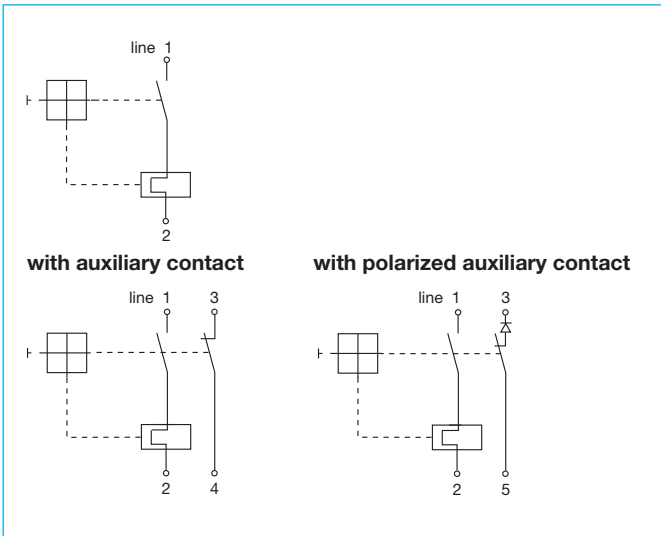 line 1
2
with auxiliary contact
with polarized auxiliary contact
line 1 3
line 1 3
2 4
2 5